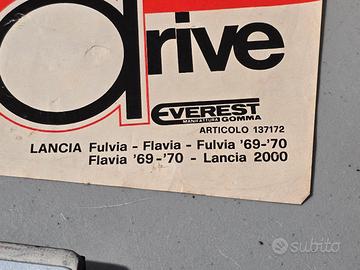 drive
EVEREST
MANIFATTURA GOMMA
ARTICOLO 137172
LANCIA Fulvia - Flavia - Fulvia '69-'70
Flavia '69-'70 - Lancia 2000
subito